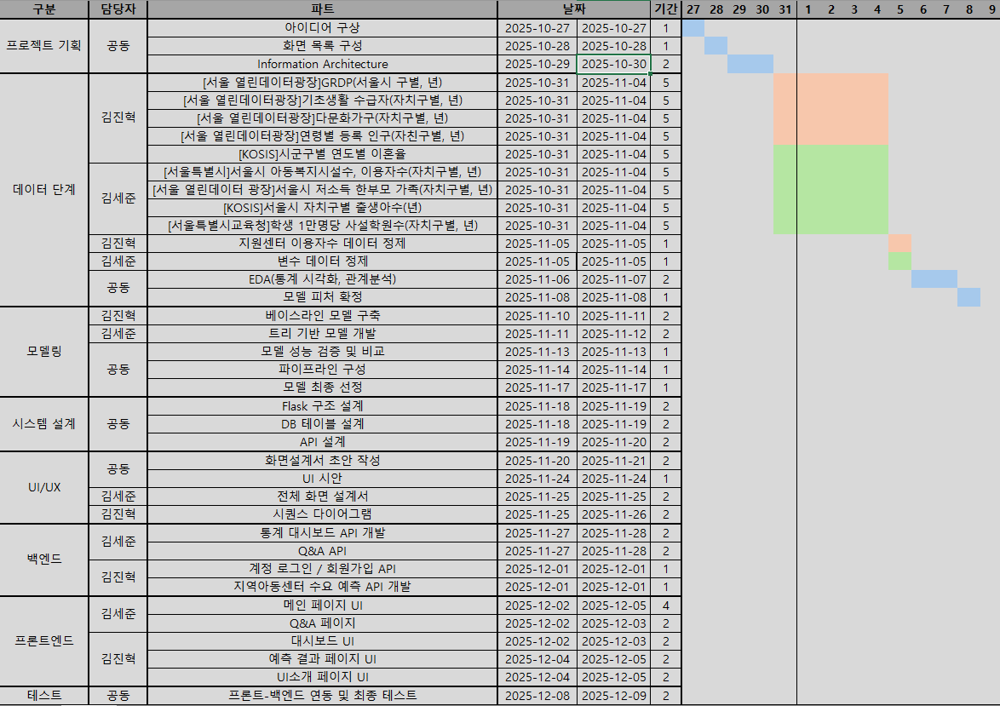 구분 담당자 파트 날짜 기간 27 28 29 30 31 1 2 3 4 5 6 7 8 9
프로젝트 기획 공동 아이디어 구상 2025-10-27 2025-10-27 1
화면 목록 구성 2025-10-28 2025-10-28 1
Information Architecture 2025-10-29 2025-10-30 2
데이터 단계 김진혁 [서울 열린데이터광장]GRDP(서울시 구별, 년) 2025-10-31 2025-11-04 5
[서울 열린데이터광장]기초생활 수급자(자치구별, 년) 2025-10-31 2025-11-04 5
[서울 열린데이터광장]다문화가구(자치구별, 년) 2025-10-31 2025-11-04 5
[서울 열린데이터광장]연령별 등록 인구(자친구별, 년) 2025-10-31 2025-11-04 5
[KOSIS]시군구별 연도별 이혼율 2025-10-31 2025-11-04 5
김세준 [서울특별시]서울시 아동복지시설수, 이용자수(자치구별, 년) 2025-10-31 2025-11-04 5
[서울 열린데이터 광장]서울시 저소득 한부모 가족(자치구별, 년) 2025-10-31 2025-11-04 5
[KOSIS]서울시 자치구별 출생아수(년) 2025-10-31 2025-11-04 5
[서울특별시교육청]학생 1만명당 사설학원수(자치구별, 년) 2025-10-31 2025-11-04 5
김진혁 지원센터 이용자수 데이터 정제 2025-11-05 2025-11-05 1
김세준 변수 데이터 정제 2025-11-05 2025-11-05 1
공동 EDA(통계 시각화, 관계분석) 2025-11-06 2025-11-07 2
모델 피처 확정 2025-11-08 2025-11-08 1
모델링 김진혁 베이스라인 모델 구축 2025-11-10 2025-11-11 2
김세준 트리 기반 모델 개발 2025-11-11 2025-11-12 2
공동 모델 성능 검증 및 비교 2025-11-13 2025-11-13 1
파이프라인 구성 2025-11-14 2025-11-14 1
모델 최종 선정 2025-11-17 2025-11-17 1
시스템 설계 공동 Flask 구조 설계 2025-11-18 2025-11-19 2
DB 테이블 설계 2025-11-18 2025-11-19 2
API 설계 2025-11-19 2025-11-20 2
UI/UX 공동 화면설계서 초안 작성 2025-11-20 2025-11-21 2
UI 시안 2025-11-24 2025-11-24 1
김세준 전체 화면 설계서 2025-11-25 2025-11-25 2
김진혁 시퀀스 다이어그램 2025-11-25 2025-11-26 2
백엔드 김세준 통계 대시보드 API 개발 2025-11-27 2025-11-28 2
Q&A API 2025-11-27 2025-11-28 2
김진혁 계정 로그인 / 회원가입 API 2025-12-01 2025-12-01 1
지역아동센터 수요 예측 API 개발 2025-12-01 2025-12-01 1
프론트엔드 김세준 메인 페이지 UI 2025-12-02 2025-12-05 4
Q&A 페이지 2025-12-02 2025-12-03 2
김진혁 대시보드 UI 2025-12-02 2025-12-03 2
예측 결과 페이지 UI 2025-12-04 2025-12-05 2
UI소개 페이지 UI 2025-12-04 2025-12-05 2
테스트 공동 프론트-백엔드 연동 및 최종 테스트 2025-12-08 2025-12-09 2